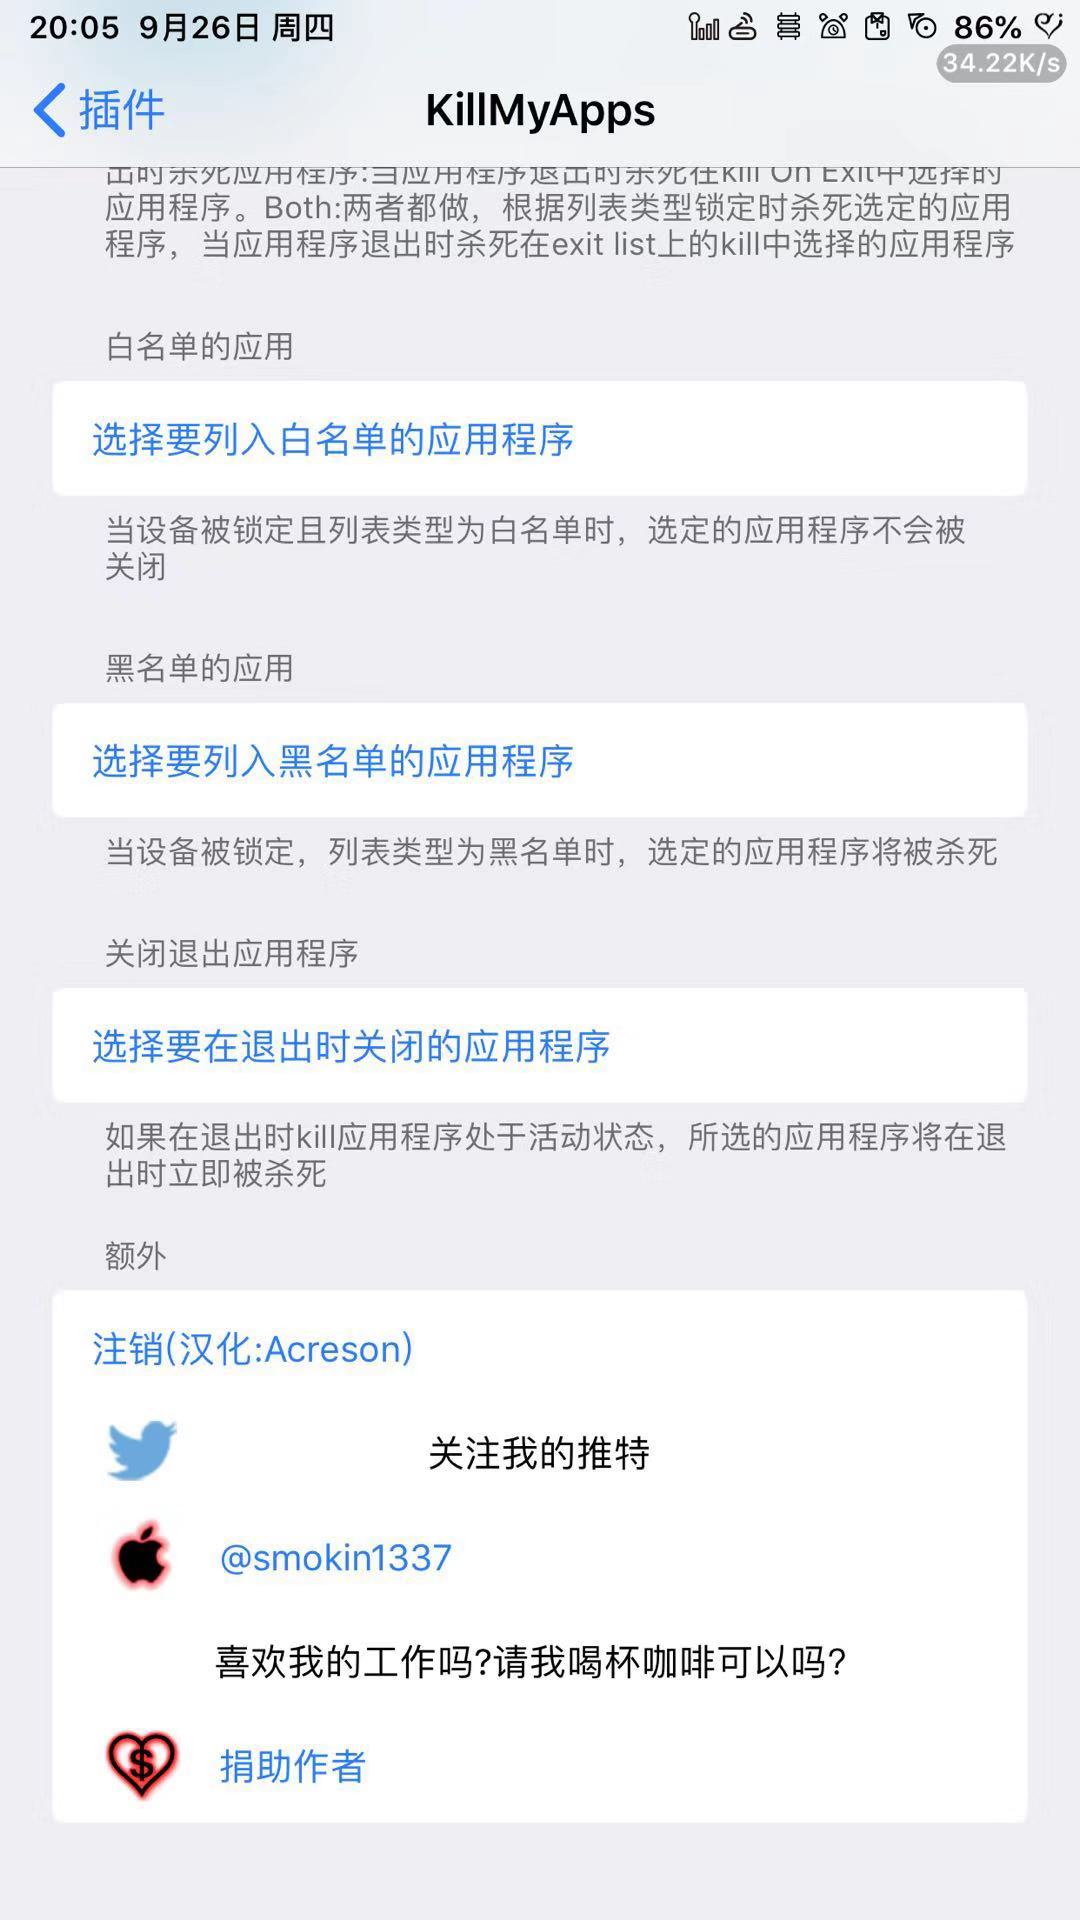 20:05 9月26日 周四
86%
34.22K/s
插件
KillMyApps
出时杀死应用程序:当应用程序退出时杀死在kill On Exit中选择的
应用程序。Both:两者都做，根据列表类型锁定时杀死选定的应用
程序，当应用程序退出时杀死在exit list上的kill中选择的应用程序
白名单的应用
选择要列入白名单的应用程序
当设备被锁定且列表类型为白名单时，选定的应用程序不会被
关闭
黑名单的应用
选择要列入黑名单的应用程序
当设备被锁定，列表类型为黑名单时，选定的应用程序将被杀死
关闭退出应用程序
选择要在退出时关闭的应用程序
如果在退出时kill应用程序处于活动状态，所选的应用程序将在退
出时立即被杀死
额外
注销(汉化:Acreson)
关注我的推特
@smokin1337
喜欢我的工作吗?请我喝杯咖啡可以吗?
$
捐助作者